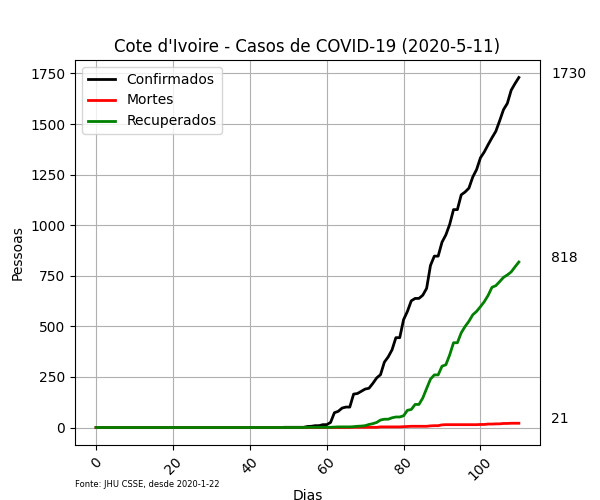 Cote d'Ivoire - Casos de COVID-19 (2020-5-11)
Confirmados
Mortes
Recuperados
1750
1500
1250
1000
750
500
250
0
Pessoas
1730
818
21
0
20
40
60
80
100
Fonte: JHU CSSE, desde 2020-1-22
Dias